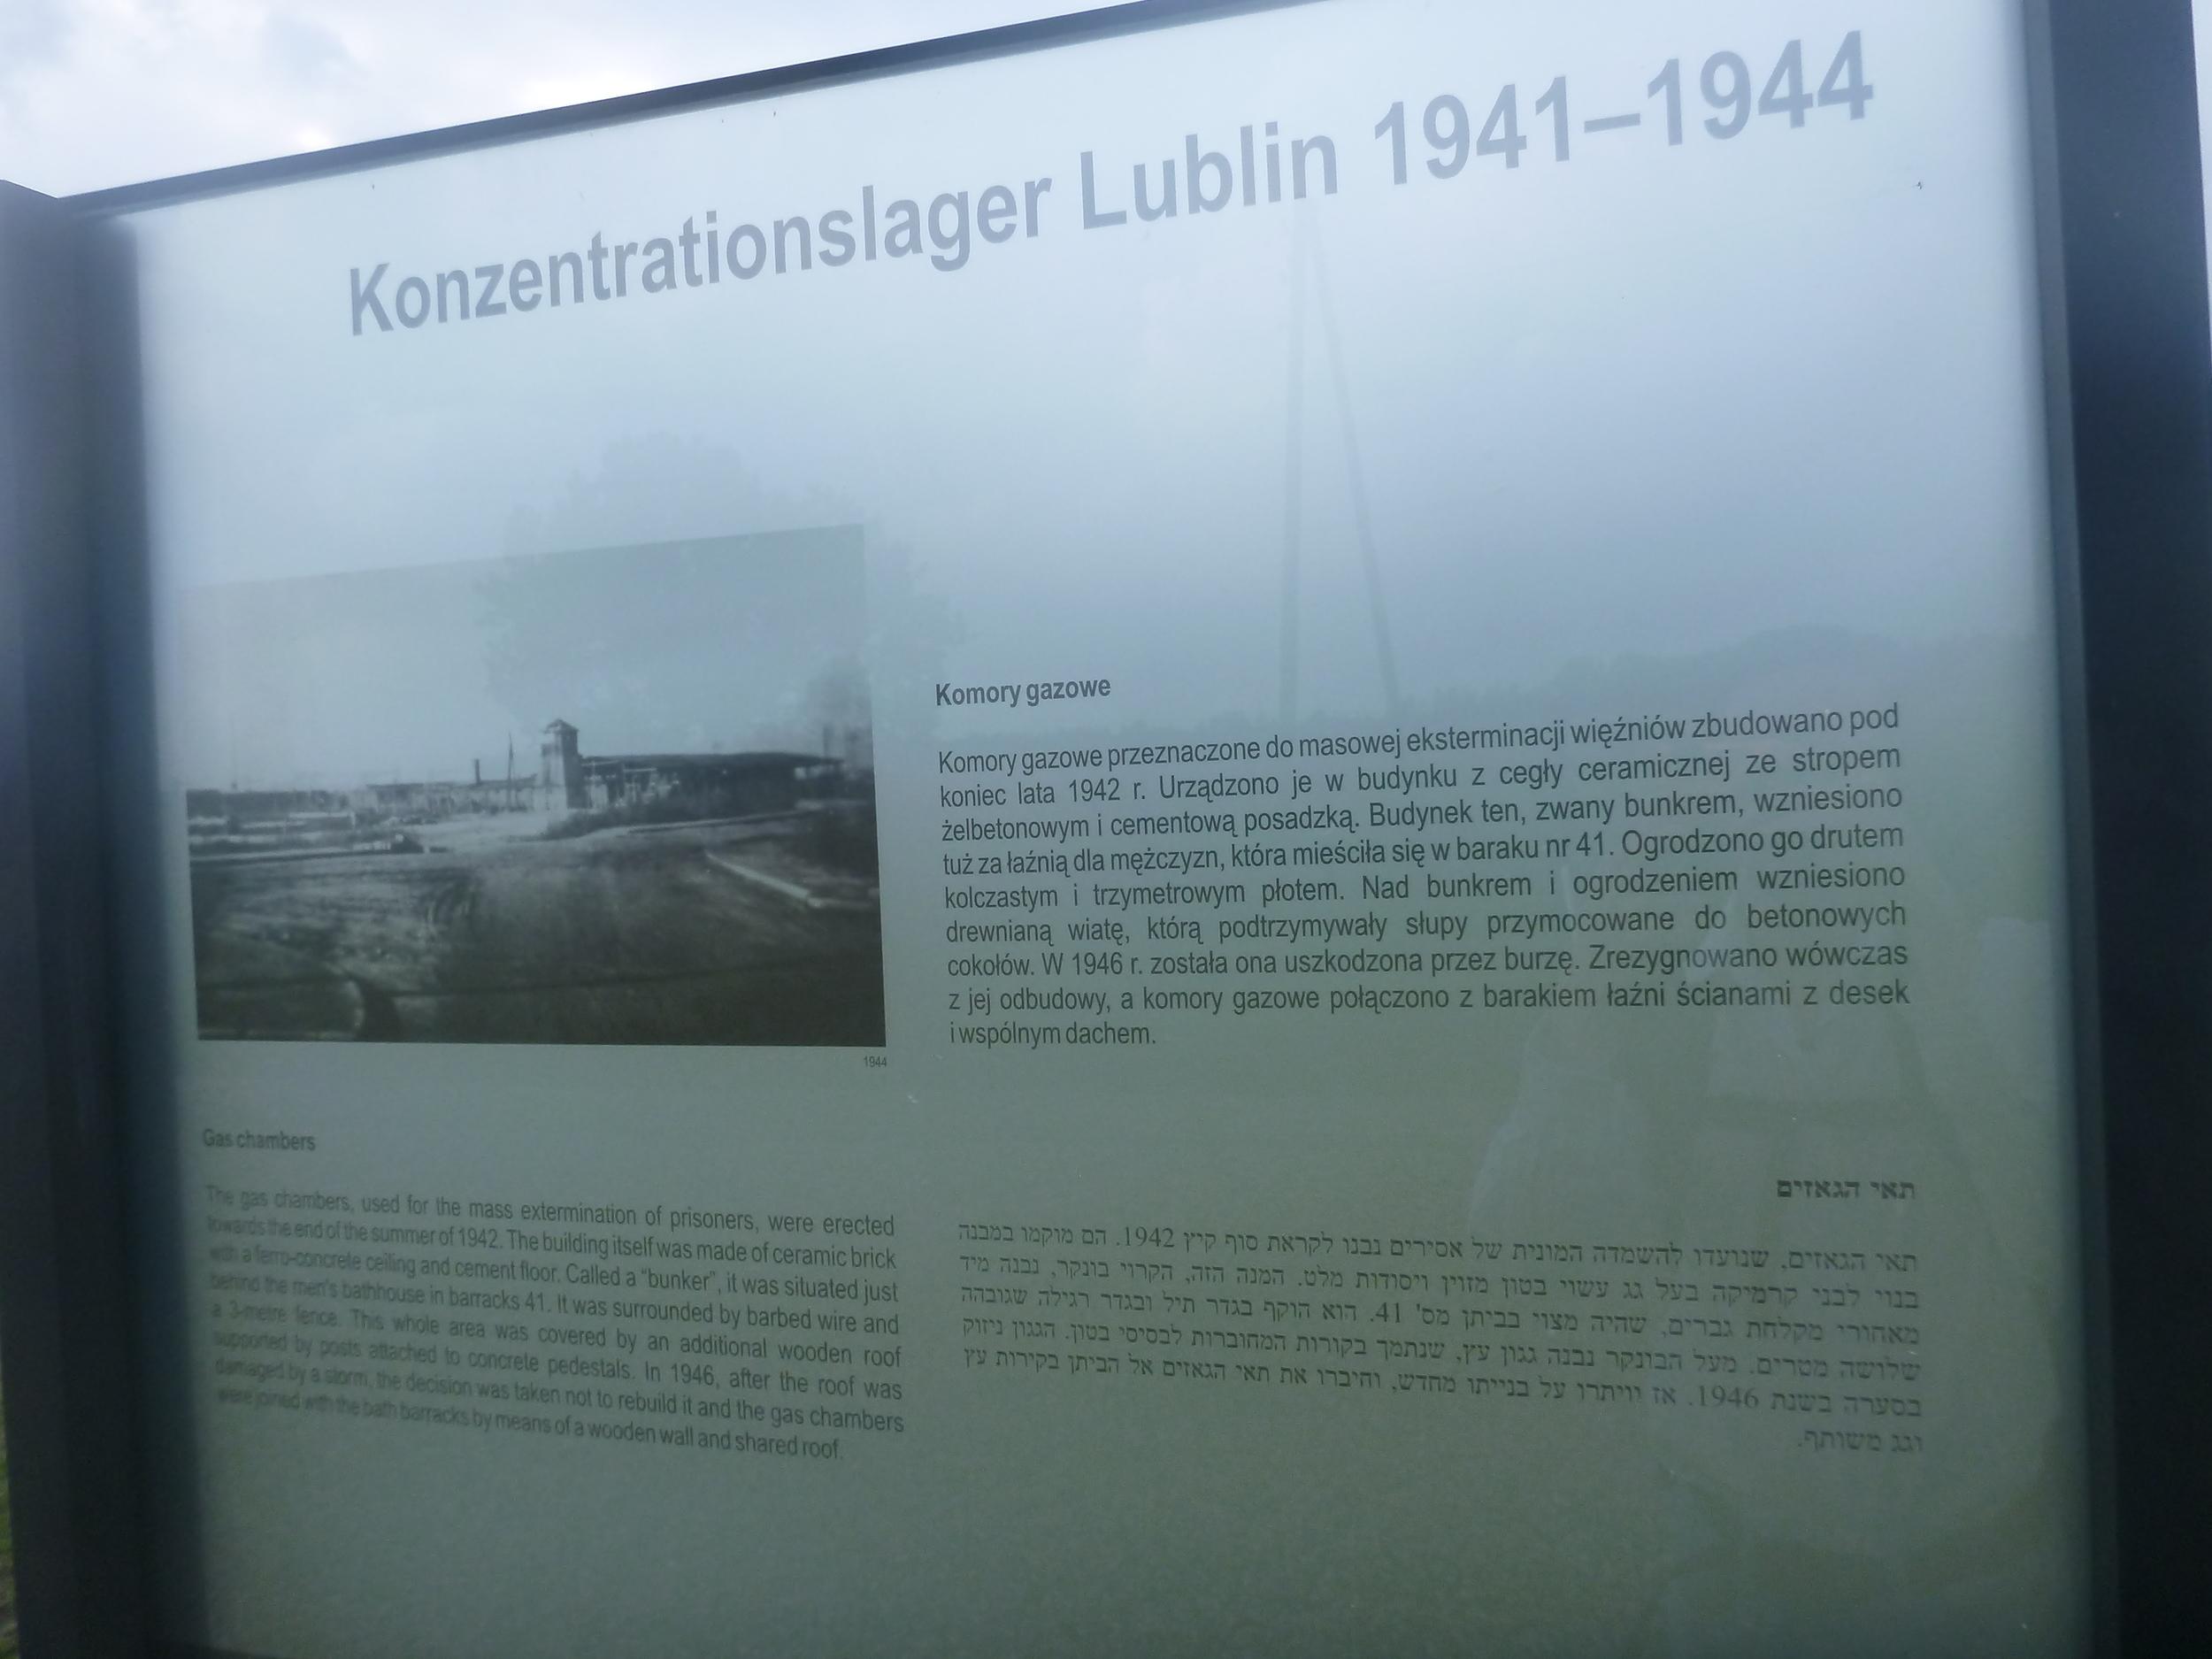 Konzentrationslager Lublin 1941–1944
Komory gazowe
Komory gazowe przeznaczone do masowej eksterminacji więźniów zbudowano pod
koniec lata 1942 r. Urządzono je w budynku z cegły ceramicznej ze stropem
żelbetonowym i cementową posadzką. Budynek ten, zwany bunkrem, wzniesiono
tuż za łaźnią dla mężczyzn, która mieściła się w baraku nr 41. Ogrodzono go drutem
kolczastym i trzymetrowym płotem. Nad bunkrem i ogrodzeniem wzniesiono
drewnianą wiatę, którą podtrzymywały słupy przymocowane do betonowych
cokołów. W 1946 r. została ona uszkodzona przez burzę. Zrezygnowano wówczas
z jej odbudowy, a komory gazowe połączono z barakiem łaźni ścianami z desek
i wspólnym dachem.
1944
Gas chambers
The gas chambers, used for the mass extermination of prisoners, were erected
towards the end of the summer of 1942. The building itself was made of ceramic brick
with a ferro-concrete ceiling and cement floor. Called a "bunker", it was situated just
behind the men's bathhouse in barracks 41. It was surrounded by barbed wire and
a 3-metre fence. This whole area was covered by an additional wooden roof
supported by posts attached to concrete pedestals. In 1946, after the roof was
damaged by a storm, the decision was taken not to rebuild it and the gas chambers
were joined with the bath barracks by means of a wooden wall and shared roof.
תאי הגאזים
תאי הגאזים, שנועדו להשמדה המונית של אסירים נבנו לקראת סוף קיץ 1942. הם מוקמו במבנה
בנוי לבני קרמיקה בעל גג עשוי בטון מזוין ויסודות מלט. המנה הזה, הקרוי בונקר, נבנה מיד
מאחורי מקלחת גברים, שהיה מצוי בביתן מס' 41. הוא הוקף בגדר תיל ובגדר רגילה שגובהה
שלושה מטרים. מעל הבונקר נבנה גגון עץ, שנתמך בקורות המחוברות לבסיסי בטון. הגגון ניזוק
בסערה בשנת 1946. אז וויתרו על בנייתו מחדש, וחיברו את תאי הגאזים אל הביתן בקירות עץ
וגג משותף.